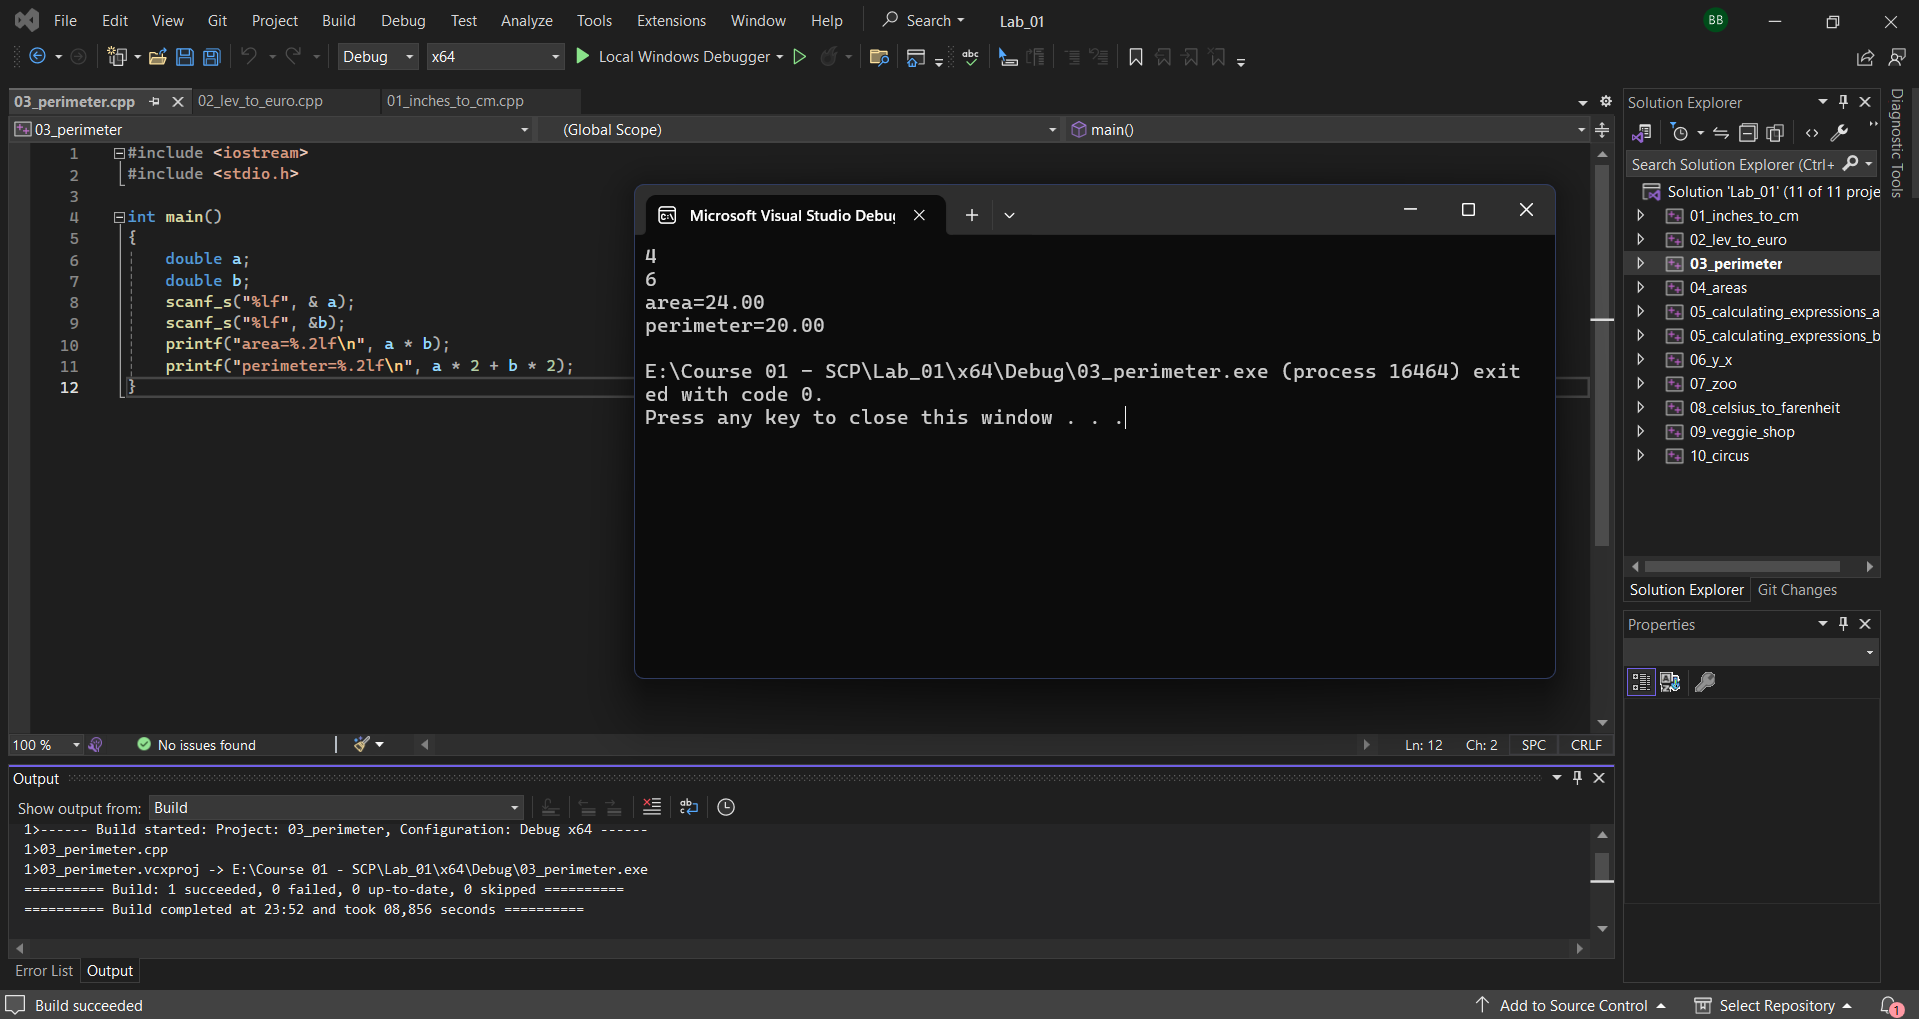 File Edit View Git Project Build Debug Test Analyze Tools Extensions Window Help Search Lab_01 BB
Debug x64 Local Windows Debugger abc
03_perimeter.cpp 02_lev_to_euro.cpp 01_inches_to_cm.cpp
03_perimeter (Global Scope) main()
1 #include <iostream>
2 #include <stdio.h>
3
4 int main()
5 {
6 double a;
7 double b;
8 scanf_s("%lf", & a);
9 scanf_s("%lf", &b);
10 printf("area=%.2lf\n", a * b);
11 printf("perimeter=%.2lf\n", a * 2 + b * 2);
12 }
Microsoft Visual Studio Debu
4
6
area=24.00
perimeter=20.00
E:\Course 01 - SCP\Lab_01\x64\Debug\03_perimeter.exe (process 16464) exit
ed with code 0.
Press any key to close this window . . .
100 % No issues found Ln: 12 Ch: 2 SPC CRLF
Output
Show output from: Build
1>------ Build started: Project: 03_perimeter, Configuration: Debug x64 ------
1>03_perimeter.cpp
1>03_perimeter.vcxproj -> E:\Course 01 - SCP\Lab_01\x64\Debug\03_perimeter.exe
========== Build: 1 succeeded, 0 failed, 0 up-to-date, 0 skipped ==========
========== Build completed at 23:52 and took 08,856 seconds ==========
Error List Output
Solution Explorer
Search Solution Explorer (Ctrl+
Solution 'Lab_01' (11 of 11 proje
01_inches_to_cm
02_lev_to_euro
03_perimeter
04_areas
05_calculating_expressions_a
05_calculating_expressions_b
06_y_x
07_zoo
08_celsius_to_farenheit
09_veggie_shop
10_circus
Solution Explorer Git Changes
Properties
Diagnostic Tools
Build succeeded Add to Source Control Select Repository 1